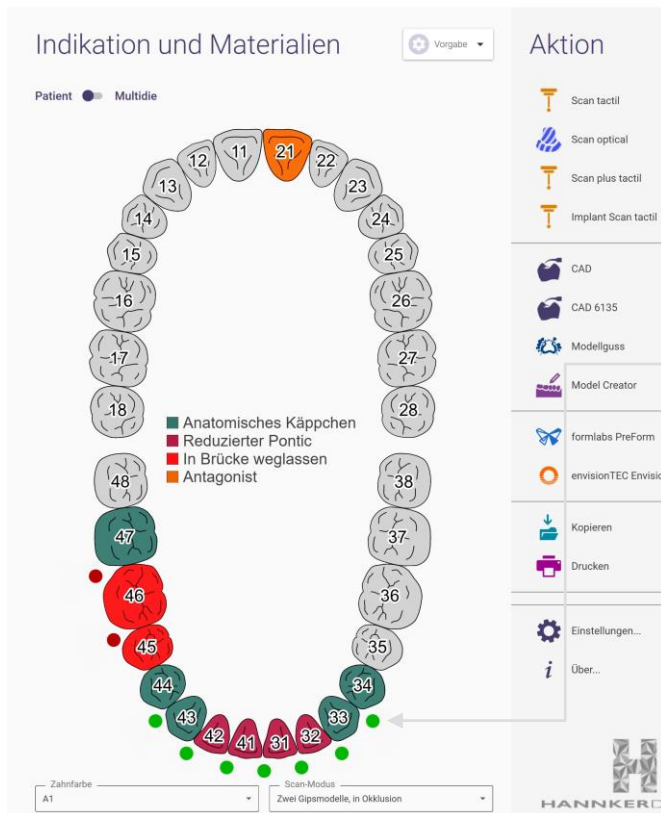 Indikation und Materialien
Vorgabe
Patient
Multidie
11
21
12
22
13
23
14
24
15
25
16
26
17
27
18
28
Anatomisches Käppchen
Reduzierter Pontic
In Brücke weglassen
Antagonist
48
38
47
37
46
36
45
35
44
34
43
33
42
32
41
31
Zahnfarbe
A1
Scan-Modus
Zwei Gipsmodelle, in Okklusion
Aktion
Scan tactil
Scan optical
Scan plus tactil
Implant Scan tactil
CAD
CAD 6135
Modellguss
Model Creator
formlabs PreForm
envisionTEC Envisio
Kopieren
Drucken
Einstellungen...
Über...
HANNKERD